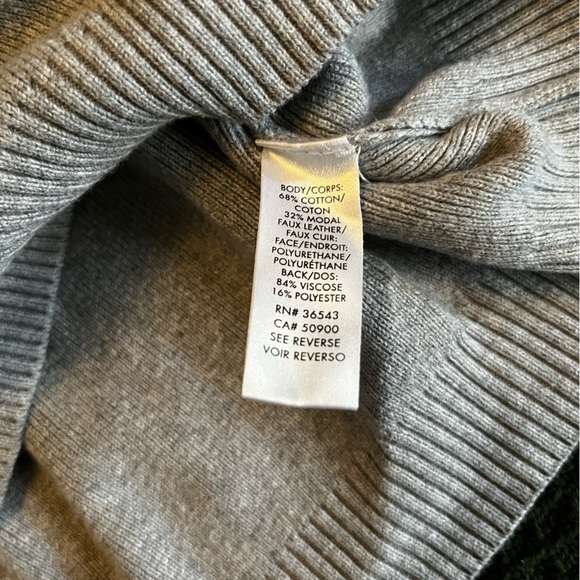 BODY/CORPS:
68% COTTON/
COTON
32% MODAL
FAUX LEATHER/
FAUX CUIR:
FACE/ENDROIT:
POLYURETHANE/
POLYURÉTHANE
BACK/DOS:
84% VISCOSE
16% POLYESTER
RN# 36543
CA# 50900
SEE REVERSE
VOIR REVERSO